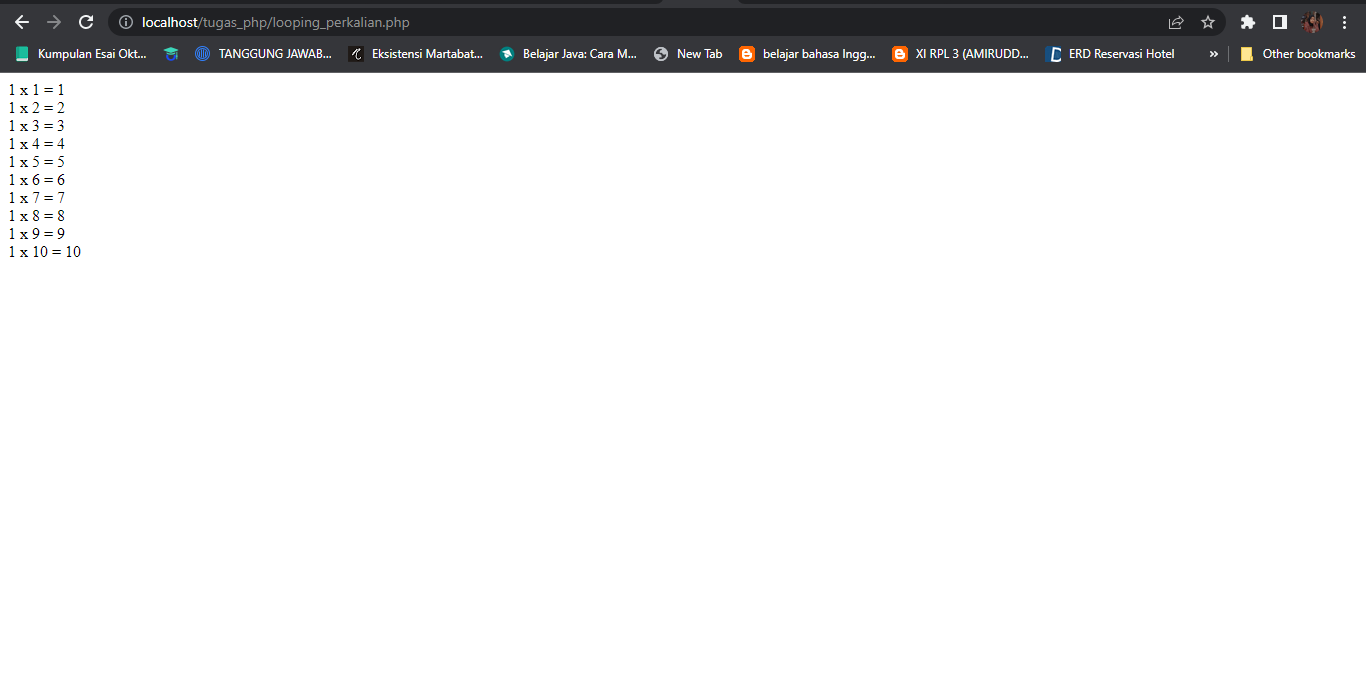 localhost/tugas_php/looping_perkalian.php
Kumpulan Esai Okt... TANGGUNG JAWAB... Eksistensi Martabat... Belajar Java: Cara M... New Tab belajar bahasa Ingg... XI RPL 3 (AMIRUDD... ERD Reservasi Hotel » Other bookmarks
1 x 1 = 1
1 x 2 = 2
1 x 3 = 3
1 x 4 = 4
1 x 5 = 5
1 x 6 = 6
1 x 7 = 7
1 x 8 = 8
1 x 9 = 9
1 x 10 = 10